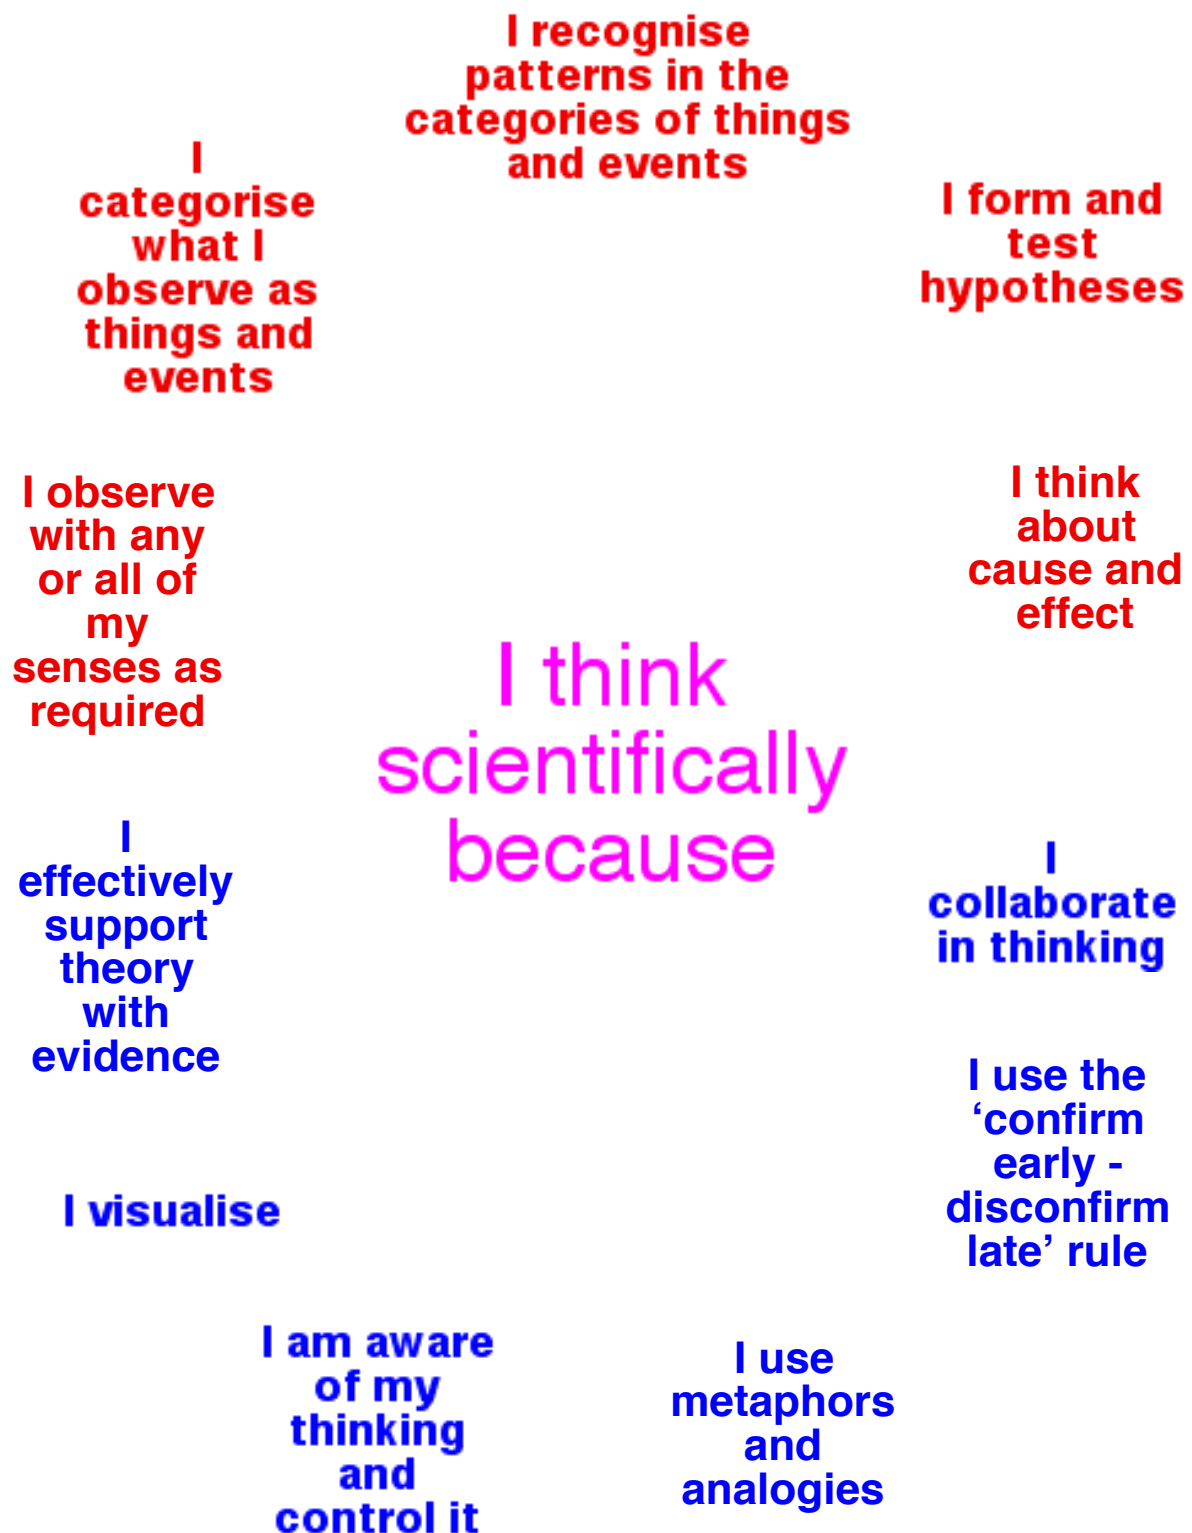 I recognise
patterns in the
categories of things
and events
I
categorise
what I
observe as
things and
events
I form and
test
hypotheses
I observe
with any
or all of
my
senses as
required
I think
about
cause and
effect
I think
scientifically
because
I
effectively
support
theory
with
evidence
I
collaborate
in thinking
I use the
‘confirm
early -
disconfirm
late’ rule
I visualise
I am aware
of my
thinking
and
control it
I use
metaphors
and
analogies